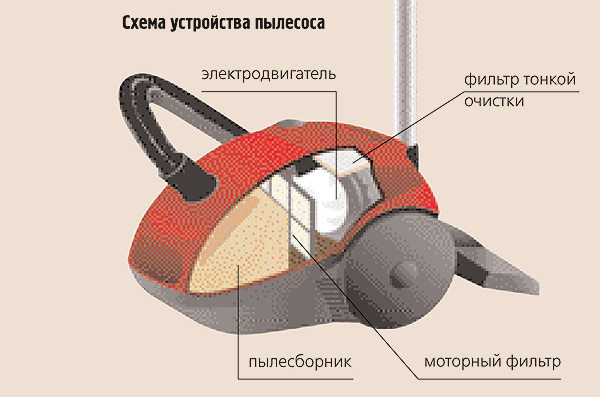 Схема устройства пылесоса
электродвигатель
фильтр тонкой
очистки
пылесборник
моторный фильтр